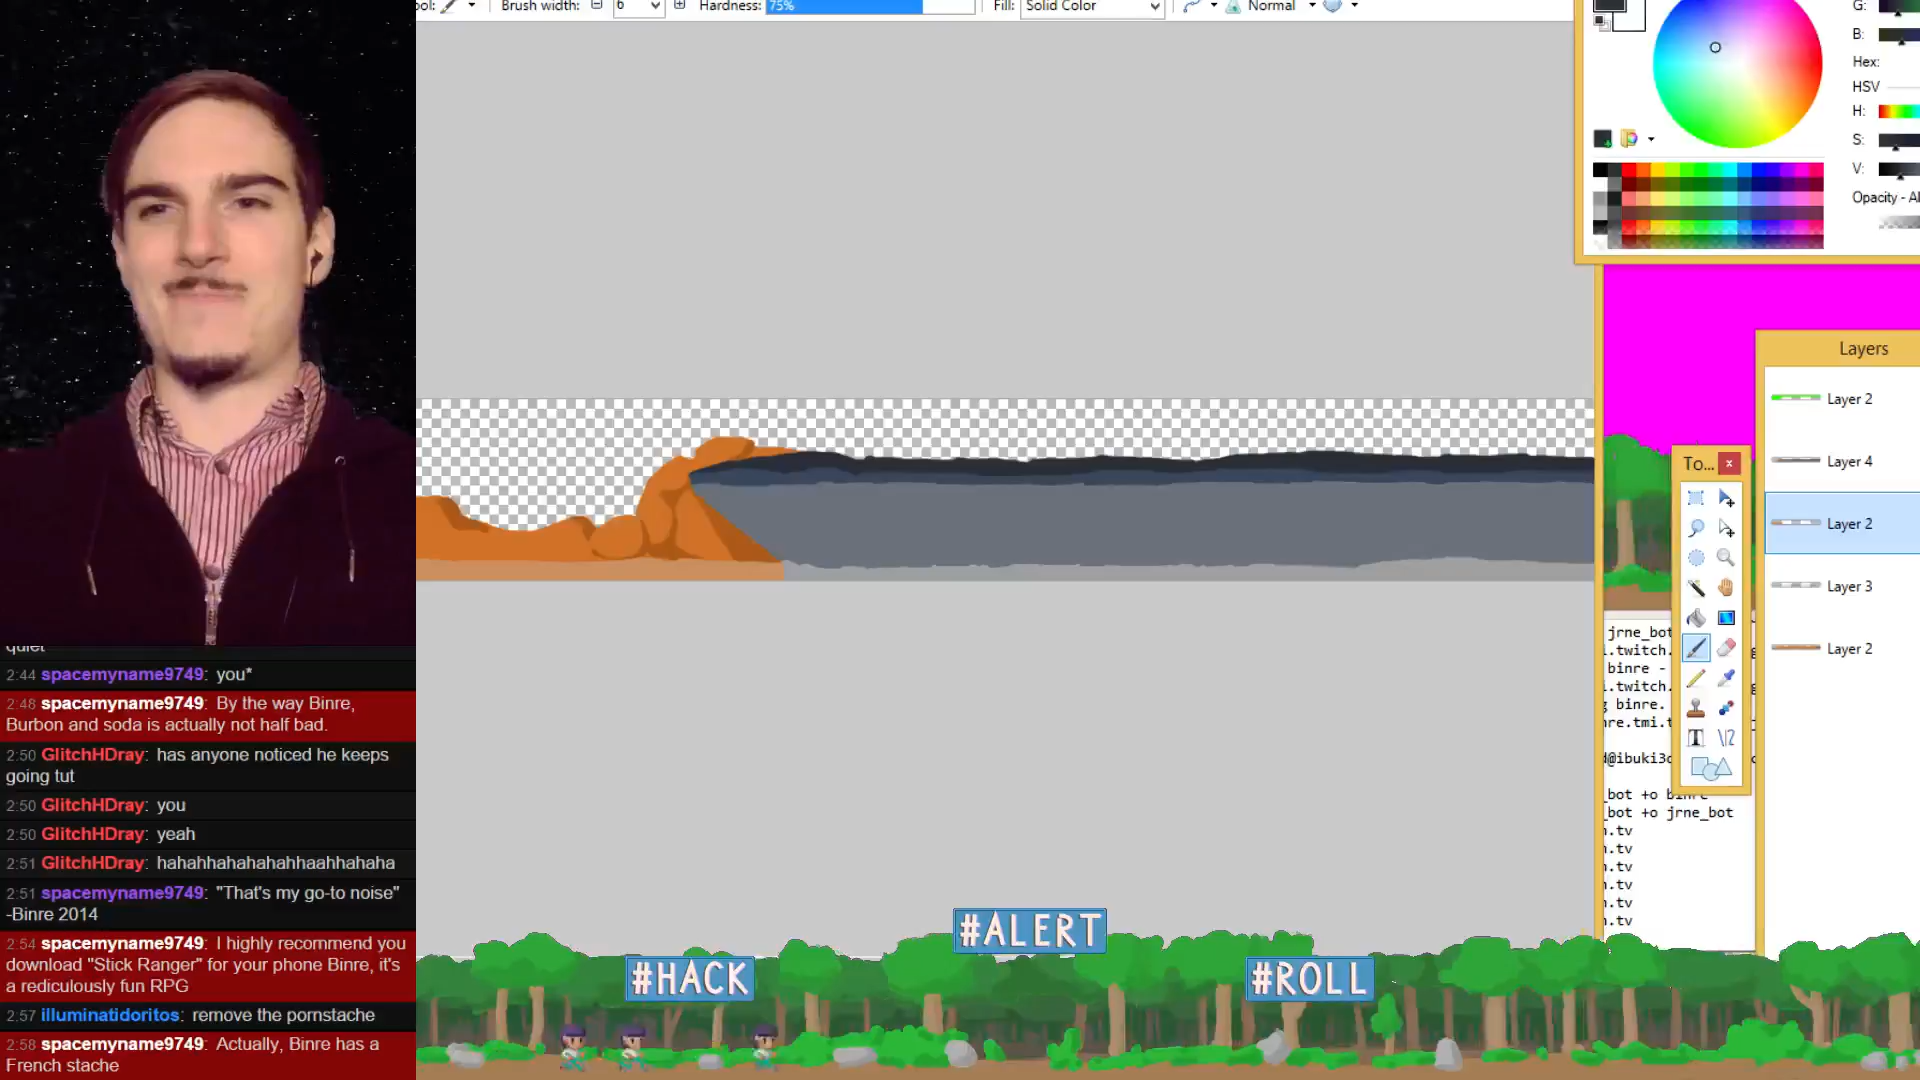 ool:
Brush width:
6
Hardness:
75%
Fill:
Solid Color
Normal
G:
B:
Hex:
HSV
H:
S:
V:
Opacity - Al
Layers
Layer 2
Layer 4
Layer 2
Layer 3
Layer 2
To...
jrne_bot
i.twitch.
binre -
i.twitch.
g binre.
re.tmi.t
d@ibuki3d
_bot +o binre
_bot +o jrne_bot
n.tv
n.tv
n.tv
n.tv
n.tv
n.tv
quiet
2:44 spacemyname9749: you*
2:48 spacemyname9749: By the way Binre,
Burbon and soda is actually not half bad.
2:50 GlitchHDray: has anyone noticed he keeps
going tut
2:50 GlitchHDray: you
2:50 GlitchHDray: yeah
2:51 GlitchHDray: hahahhahahahahhaahhahaha
2:51 spacemyname9749: "That's my go-to noise"
-Binre 2014
2:54 spacemyname9749: I highly recommend you
download "Stick Ranger" for your phone Binre, it's
a rediculously fun RPG
2:57 illuminatidoritos: remove the pornstache
2:58 spacemyname9749: Actually, Binre has a
French stache
#ALERT
#HACK
#ROLL